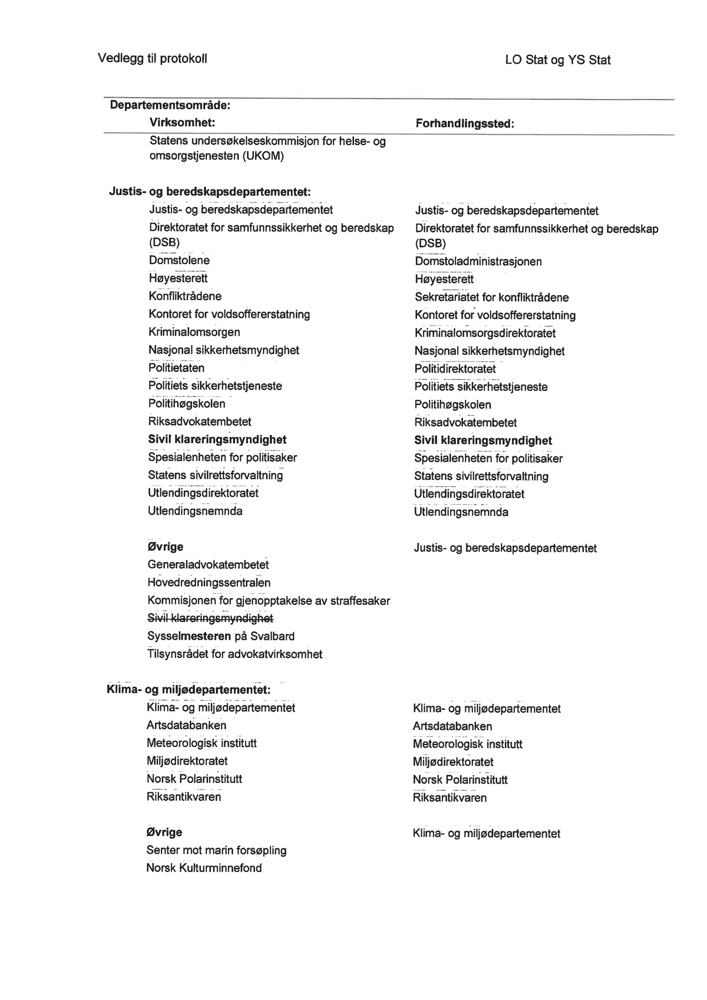 Vedlegg til protokoll LO Stat og YS Stat
Departementsområde:
Virksomhet: Forhandlingssted:
Statens undersøkelseskommisjon for helse- og
omsorgstjenesten (UKOM)
Justis- og beredskapsdepartementet:
Justis- og beredskapsdepartementet Justis- og beredskapsdepartementet
Direktoratet for samfunnssikkerhet og beredskap Direktoratet for samfunnssikkerhet og beredskap
(DSB) (DSB)
Domstolene Domstoladministrasjonen
Høyesterett Høyesterett
Konfliktrådene Sekretariatet for konfliktrådene
Kontoret for voldsoffererstatning Kontoret for voldsoffererstatning
Kriminalomsorgen Kriminalomsorgsdirektoratet
Nasjonal sikkerhetsmyndighet Nasjonal sikkerhetsmyndighet
Politietaten Politidirektoratet
Politiets sikkerhetstjeneste Politiets sikkerhetstjeneste
Politihøgskolen Politihøgskolen
Riksadvokatembetet Riksadvokatembetet
Sivil klareringsmyndighet Sivil klareringsmyndighet
Spesialenheten for politisaker Spesialenheten for politisaker
Statens sivilrettsforvaltning Statens sivilrettsforvaltning
Utlendingsdirektoratet Utlendingsdirektoratet
Utlendingsnemnda Utlendingsnemnda
Øvrige Justis- og beredskapsdepartementet
Generaladvokatembetet
Hovedredningssentralen
Kommisjonen for gjenopptakelse av straffesaker
Sivil klareringsmyndighet
Sysselmesteren på Svalbard
Tilsynsrådet for advokatvirksomhet
Klima- og miljødepartementet:
Klima- og miljødepartementet Klima- og miljødepartementet
Artsdatabanken Artsdatabanken
Meteorologisk institutt Meteorologisk institutt
Miljødirektoratet Miljødirektoratet
Norsk Polarinstitutt Norsk Polarinstitutt
Riksantikvaren Riksantikvaren
Øvrige Klima- og miljødepartementet
Senter mot marin forsøpling
Norsk Kulturminnefond